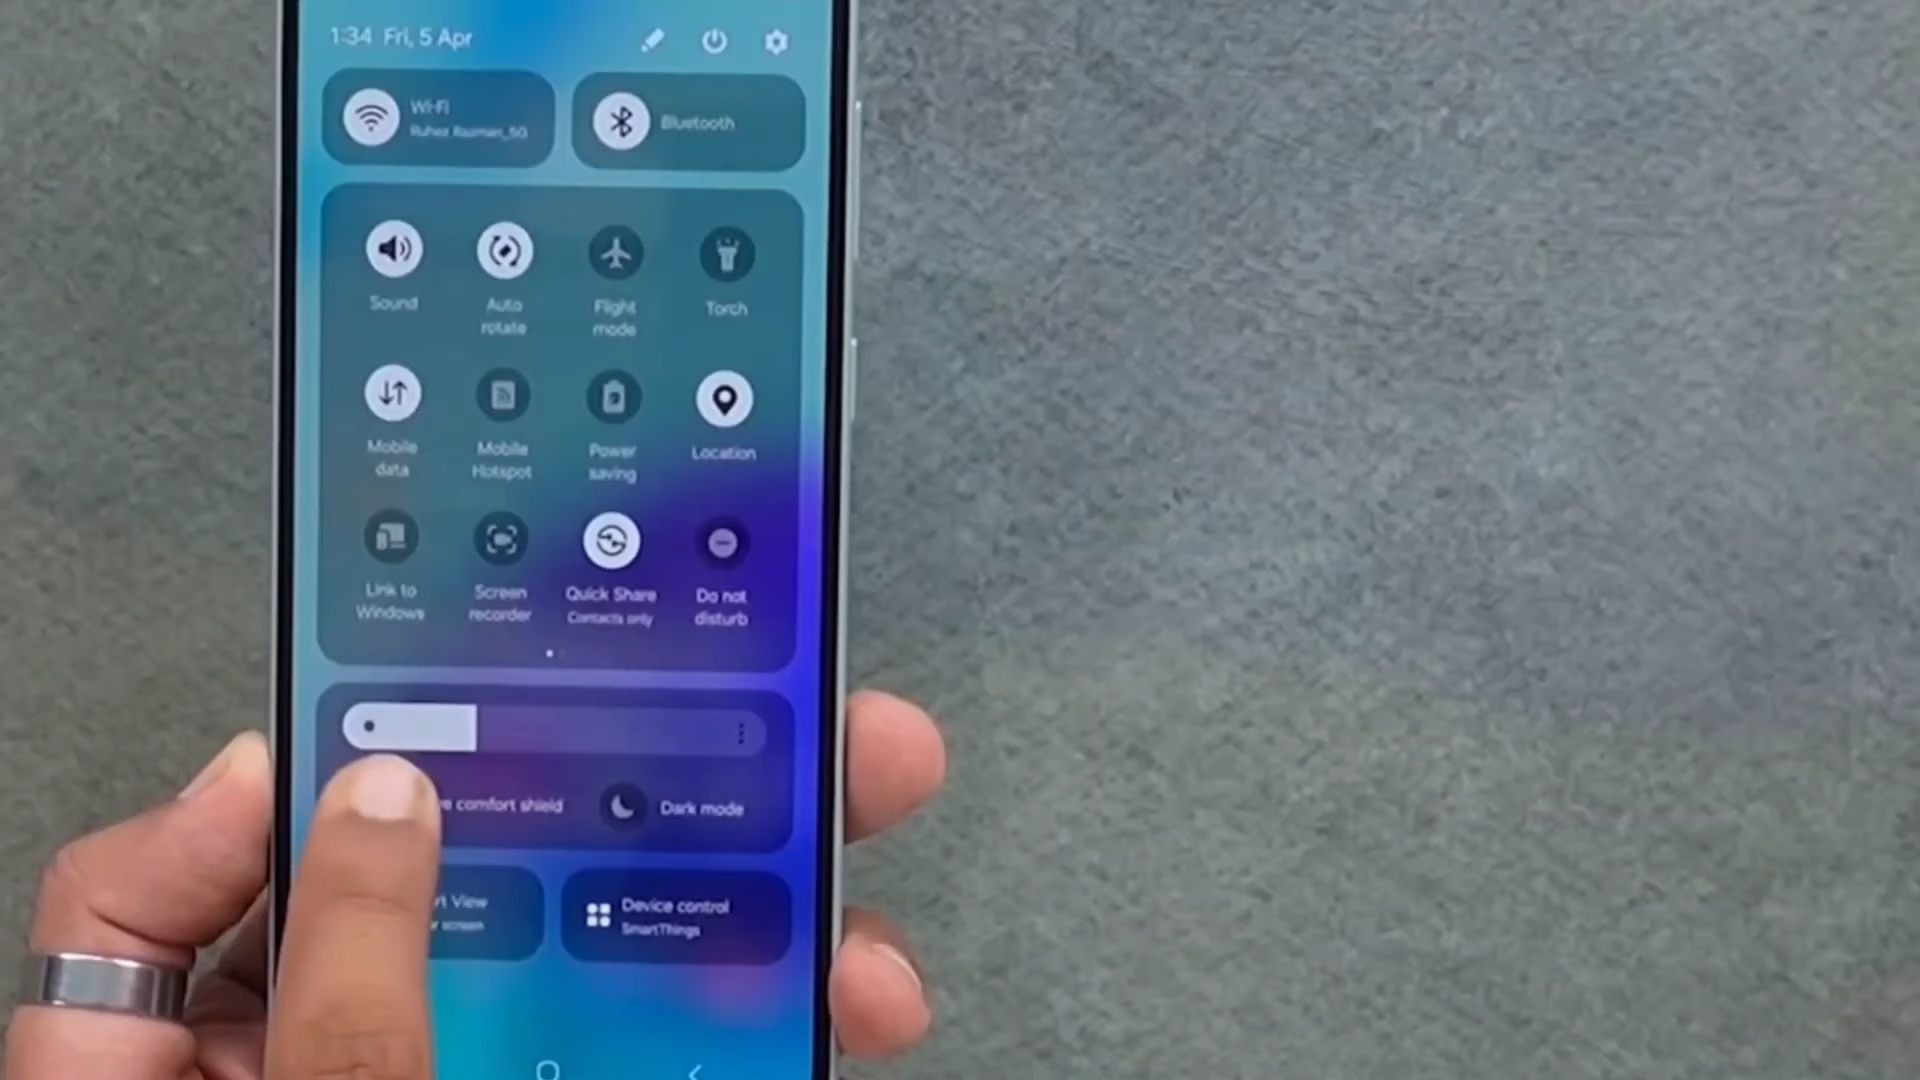 1:34 Fri, 5 Apr
Wi-Fi
Bluetooth
Sound
Auto
rotate
Flight
mode
Torch
Mobile
data
Mobile
Hotspot
Power
saving
Location
Link to
Windows
Screen
recorder
Quick Share
Contacts only
Do not
disturb
comfort shield
Dark mode
View
screen
Device control
SmartThings